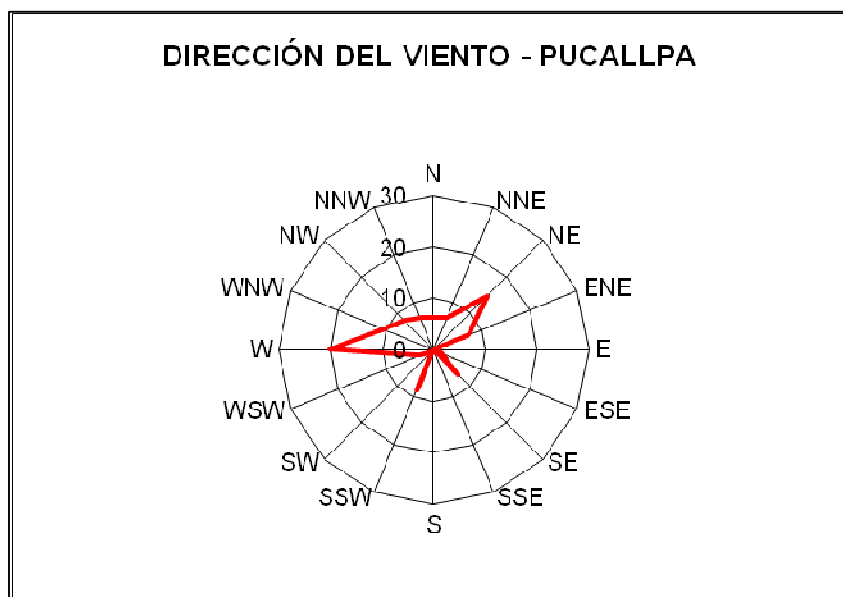 DIRECCIÓN DEL VIENTO - PUCALLPA
N
NNW 30 NNE
NW 20 NE
WNW 10 ENE
W 0 E
WSW ESE
SW SE
SSW SSE
S